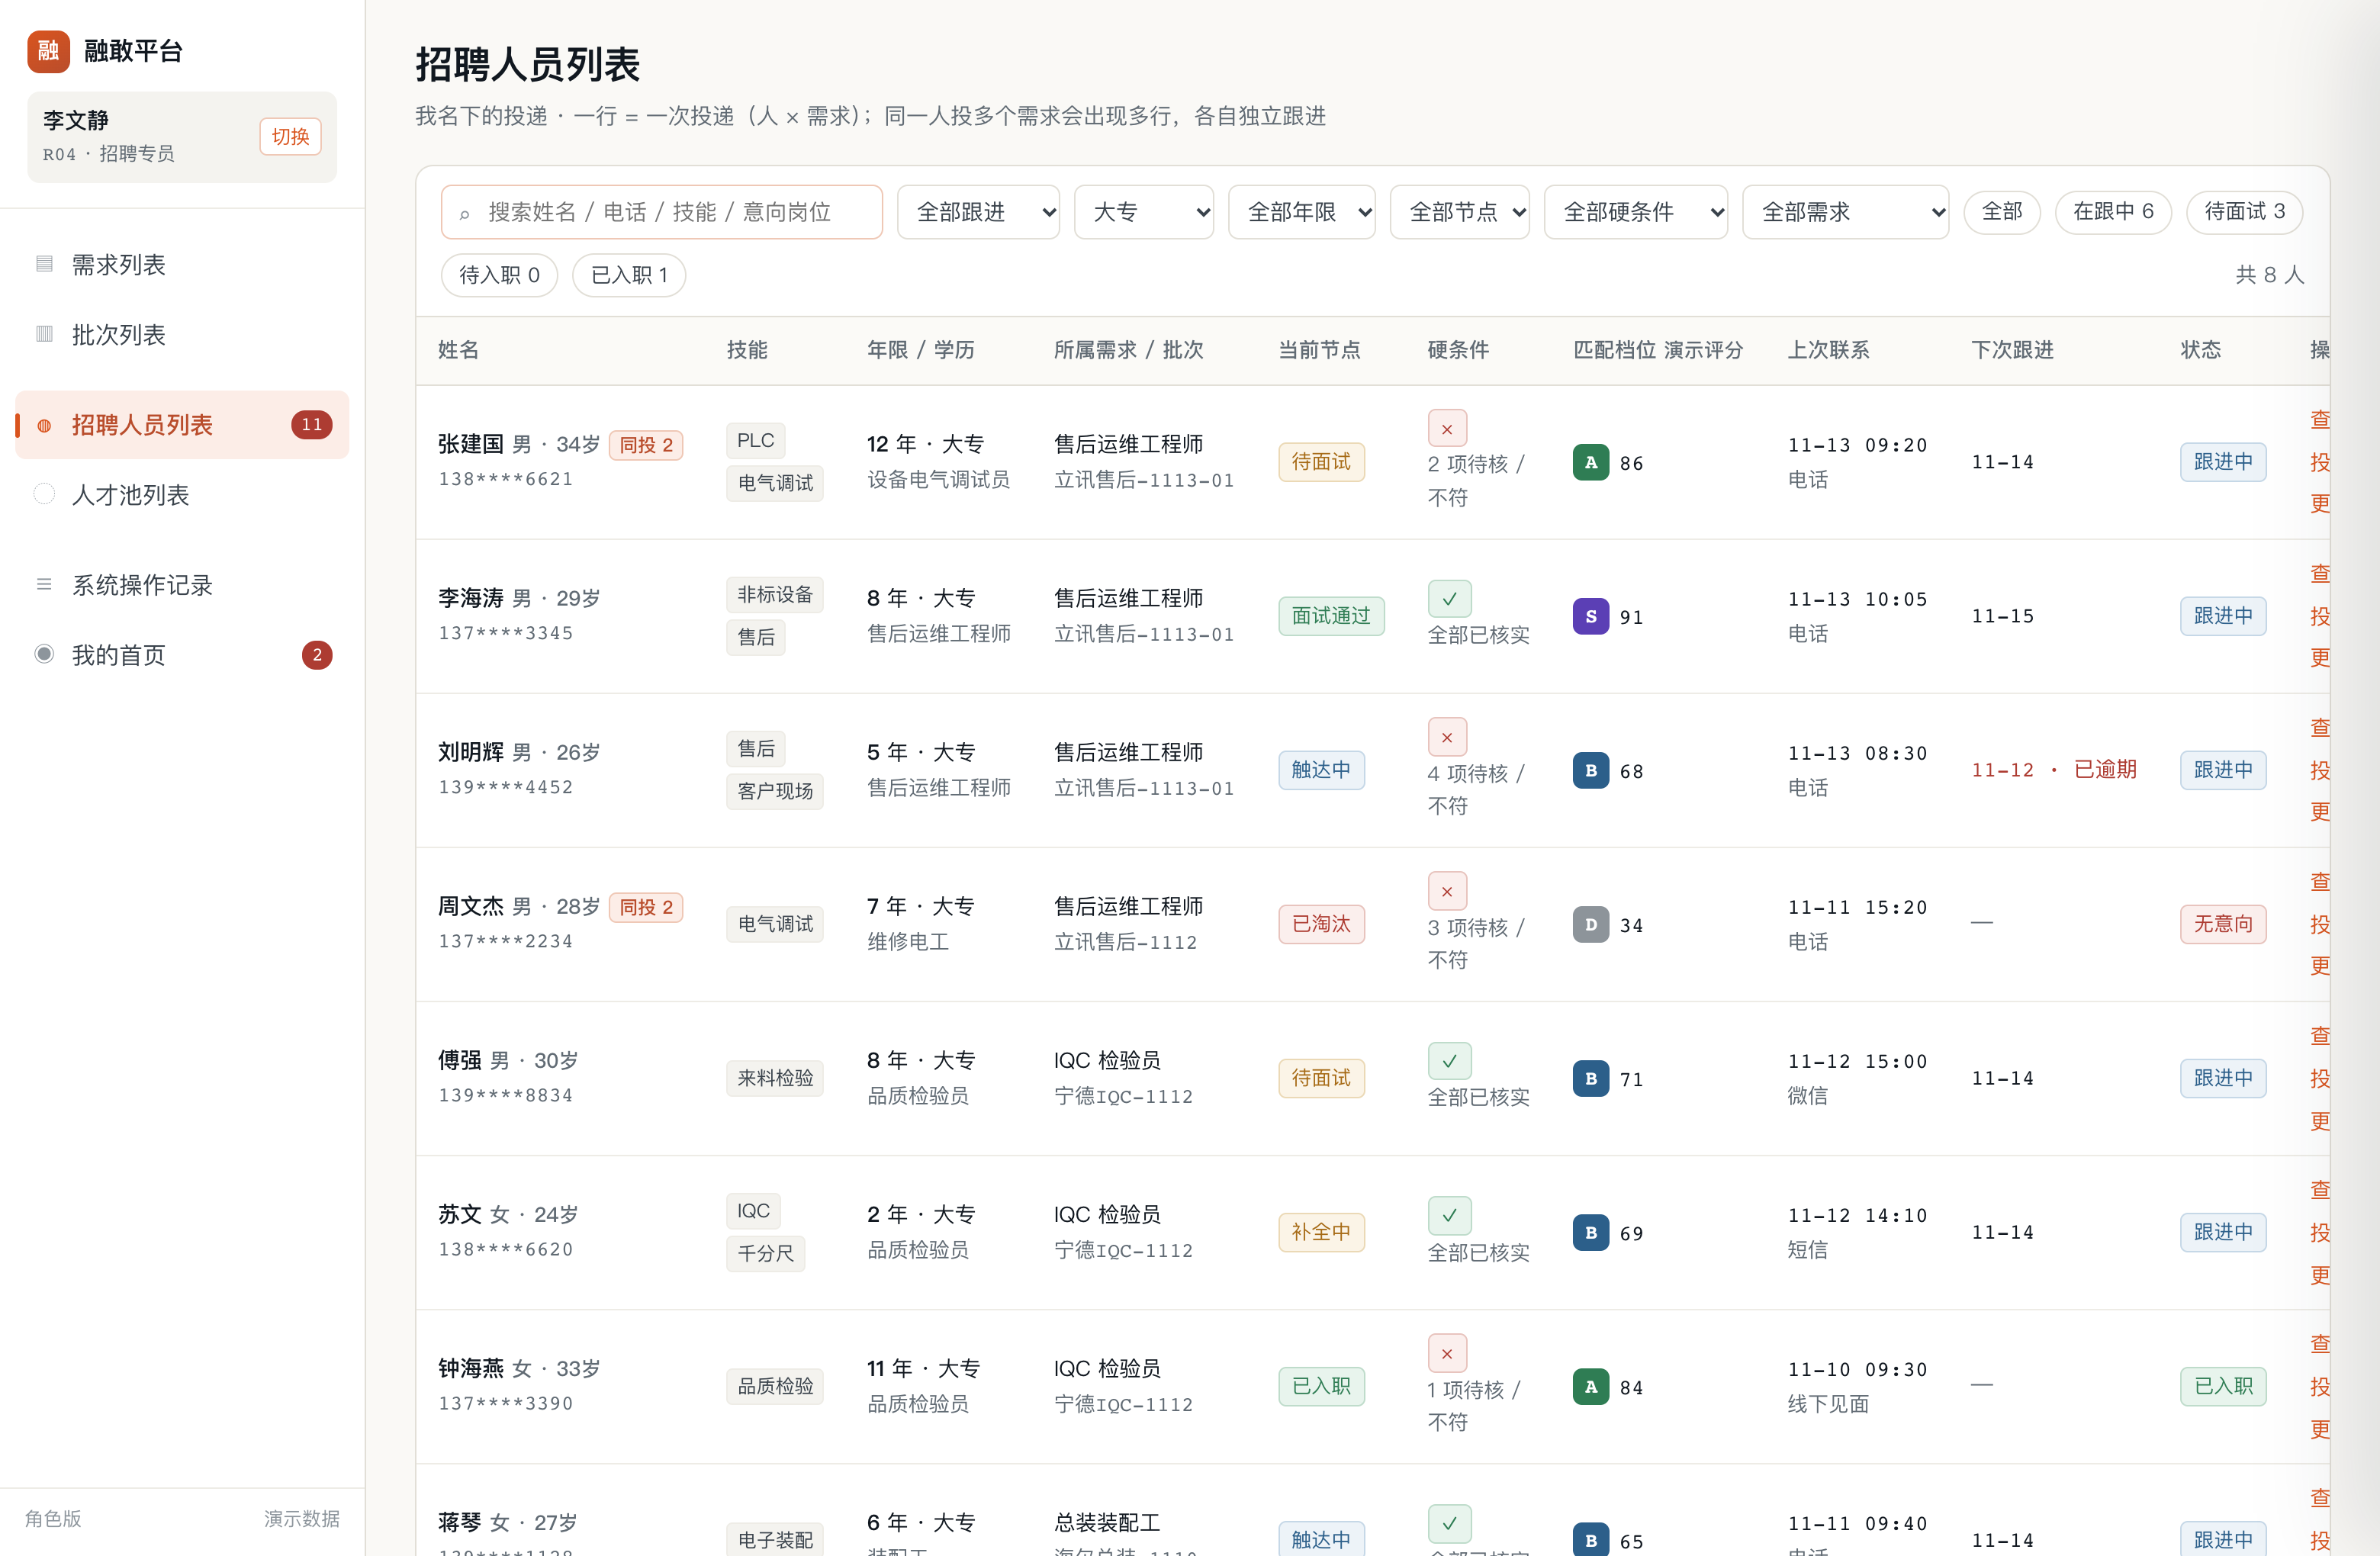 融 融敢平台
李文静
R04 · 招聘专员
切换
需求列表
批次列表
招聘人员列表 11
人才池列表
系统操作记录
我的首页 2
角色版 演示数据
招聘人员列表
我名下的投递 · 一行 = 一次投递（人 × 需求）；同一人投多个需求会出现多行，各自独立跟进
搜索姓名 / 电话 / 技能 / 意向岗位 全部跟进 大专 全部年限 全部节点 全部硬条件 全部需求 全部 在跟中 6 待面试 3
待入职 0 已入职 1 共 8 人
姓名 技能 年限 / 学历 所属需求 / 批次 当前节点 硬条件 匹配档位 演示评分 上次联系 下次跟进 状态 操
张建国 男 · 34岁 同投 2
138****6621
PLC
电气调试
12 年 · 大专
设备电气调试员
售后运维工程师
立讯售后-1113-01
待面试
×
2 项待核 /
不符
A 86
11-13 09:20
电话
11-14
跟进中
查
投
更
李海涛 男 · 29岁
137****3345
非标设备
售后
8 年 · 大专
售后运维工程师
售后运维工程师
立讯售后-1113-01
面试通过
✓
全部已核实
S 91
11-13 10:05
电话
11-15
跟进中
查
投
更
刘明辉 男 · 26岁
139****4452
售后
客户现场
5 年 · 大专
售后运维工程师
售后运维工程师
立讯售后-1113-01
触达中
×
4 项待核 /
不符
B 68
11-13 08:30
电话
11-12 · 已逾期
跟进中
查
投
更
周文杰 男 · 28岁 同投 2
137****2234
电气调试
7 年 · 大专
维修电工
售后运维工程师
立讯售后-1112
已淘汰
×
3 项待核 /
不符
D 34
11-11 15:20
电话
—
无意向
查
投
更
傅强 男 · 30岁
139****8834
来料检验
8 年 · 大专
品质检验员
IQC 检验员
宁德IQC-1112
待面试
✓
全部已核实
B 71
11-12 15:00
微信
11-14
跟进中
查
投
更
苏文 女 · 24岁
138****6620
IQC
千分尺
2 年 · 大专
品质检验员
IQC 检验员
宁德IQC-1112
补全中
✓
全部已核实
B 69
11-12 14:10
短信
11-14
跟进中
查
投
更
钟海燕 女 · 33岁
137****3390
品质检验
11 年 · 大专
品质检验员
IQC 检验员
宁德IQC-1112
已入职
×
1 项待核 /
不符
A 84
11-10 09:30
线下见面
—
已入职
查
投
更
蒋琴 女 · 27岁
电子装配
6 年 · 大专
总装装配工
触达中
✓
B 65
11-11 09:40
11-14
跟进中
查
投